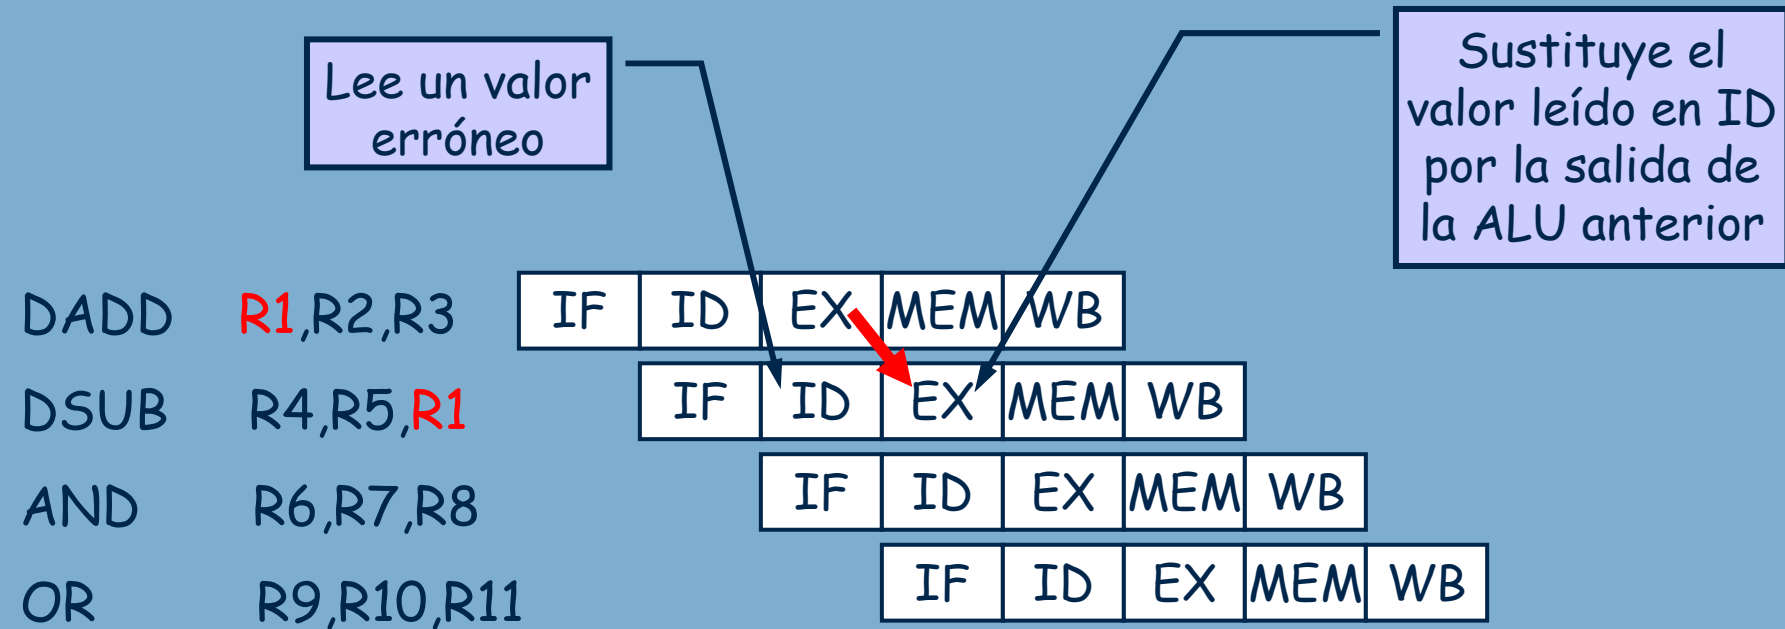 Lee un valor
erróneo
Sustituye el
valor leído en ID
por la salida de
la ALU anterior
DADD R1,R2,R3 IF ID EX MEM WB
DSUB R4,R5,R1 IF ID EX MEM WB
AND R6,R7,R8 IF ID EX MEM WB
OR R9,R10,R11 IF ID EX MEM WB